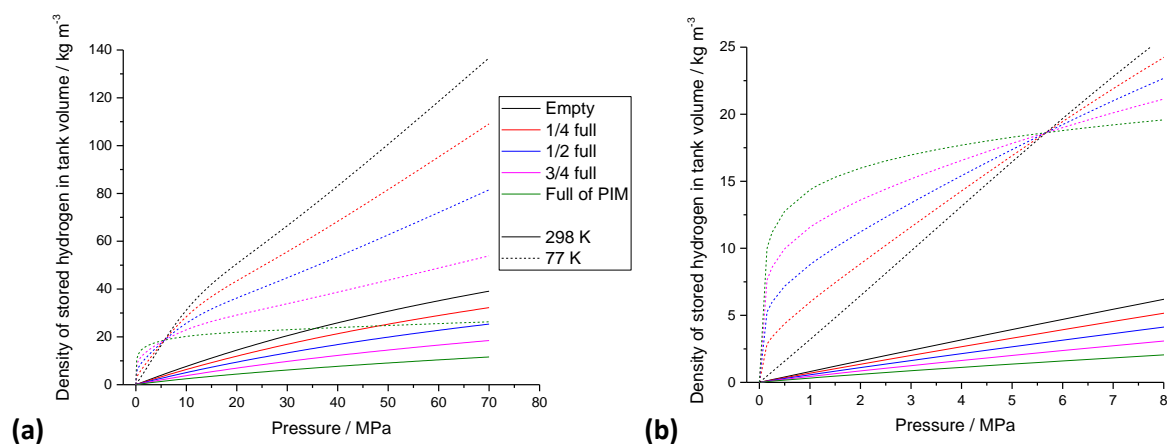 140
120
100
80
60
40
20
0
Density of stored hydrogen in tank volume / kg m⁻³
0 10 20 30 40 50 60 70 80
Pressure / MPa
(a)
Empty
1/4 full
1/2 full
3/4 full
Full of PIM
298 K
77 K
25
20
15
10
5
0
Density of stored hydrogen in tank volume / kg m⁻³
0 1 2 3 4 5 6 7 8
Pressure / MPa
(b)